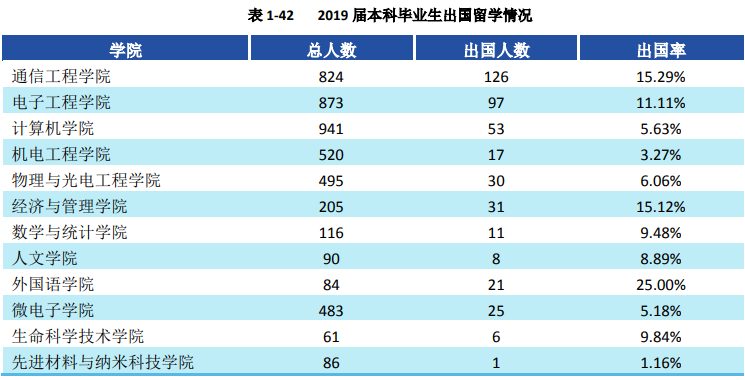 表 1-42 2019 届本科毕业生出国留学情况
学院 总人数 出国人数 出国率
通信工程学院 824 126 15.29%
电子工程学院 873 97 11.11%
计算机学院 941 53 5.63%
机电工程学院 520 17 3.27%
物理与光电工程学院 495 30 6.06%
经济与管理学院 205 31 15.12%
数学与统计学院 116 11 9.48%
人文学院 90 8 8.89%
外国语学院 84 21 25.00%
微电子学院 483 25 5.18%
生命科学技术学院 61 6 9.84%
先进材料与纳米科技学院 86 1 1.16%